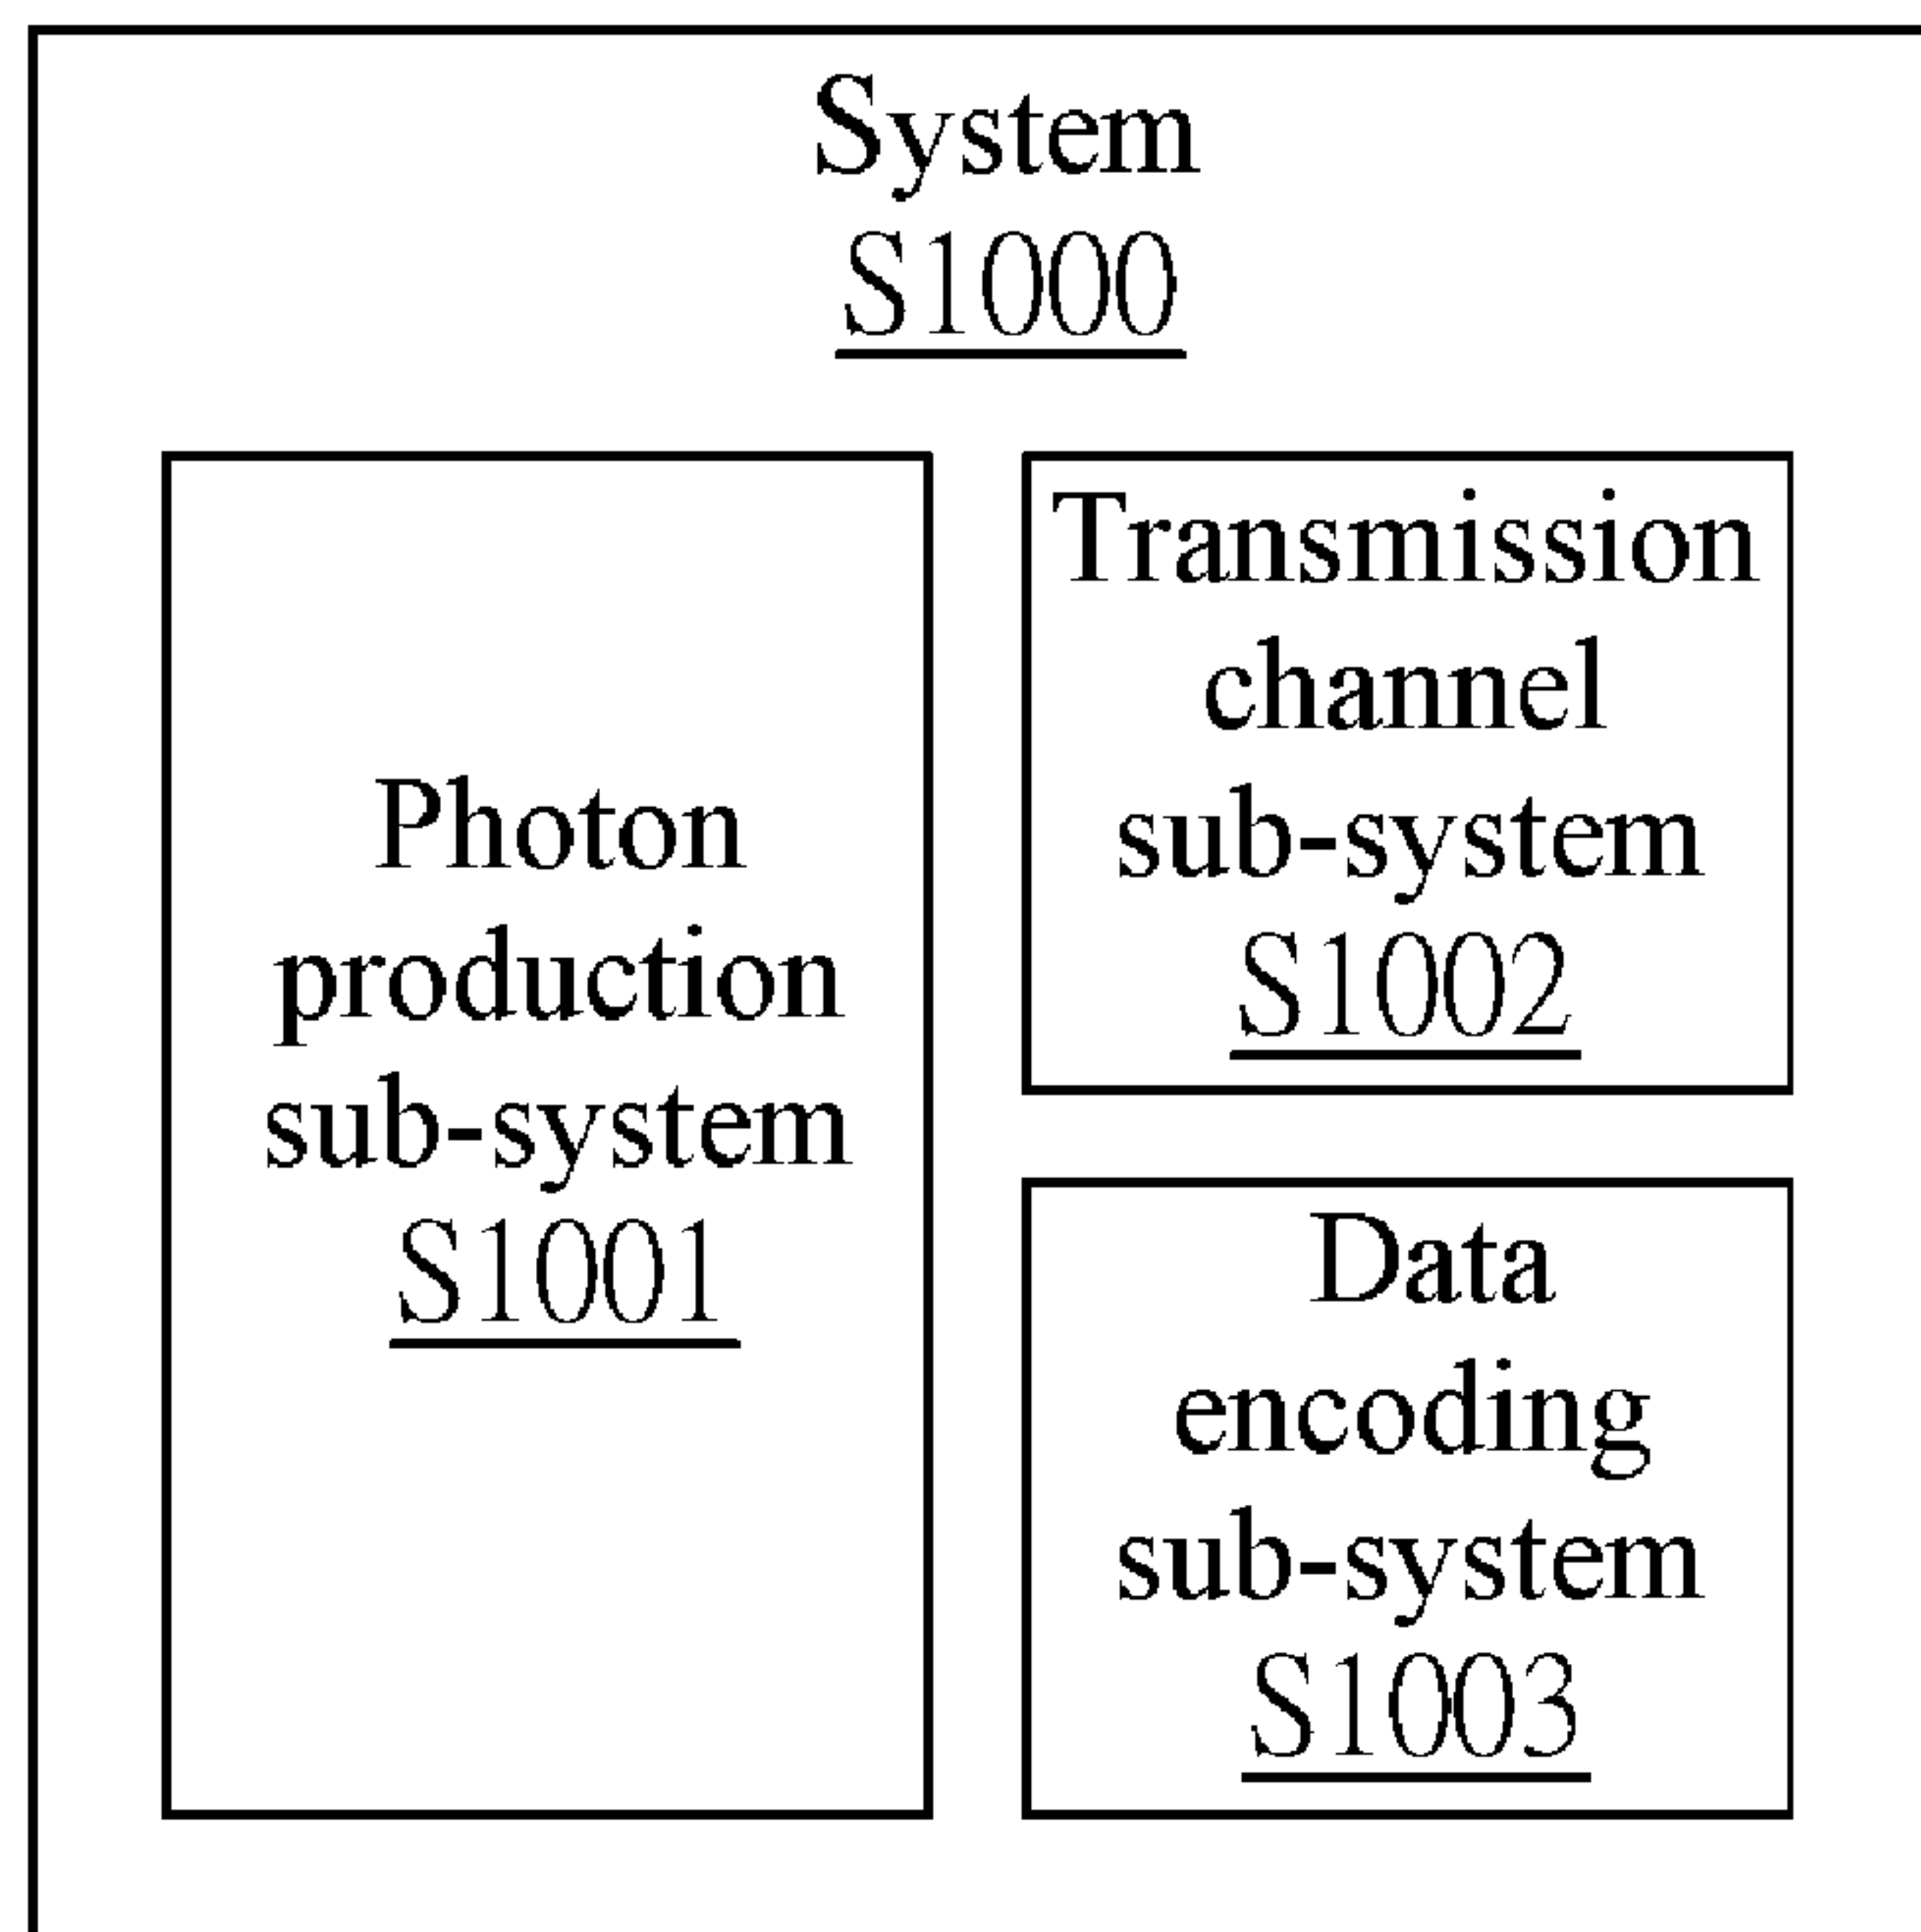 System
S1000
Photon
production
sub-system
S1001
Transmission
channel
sub-system
S1002
Data
encoding
sub-system
S1003